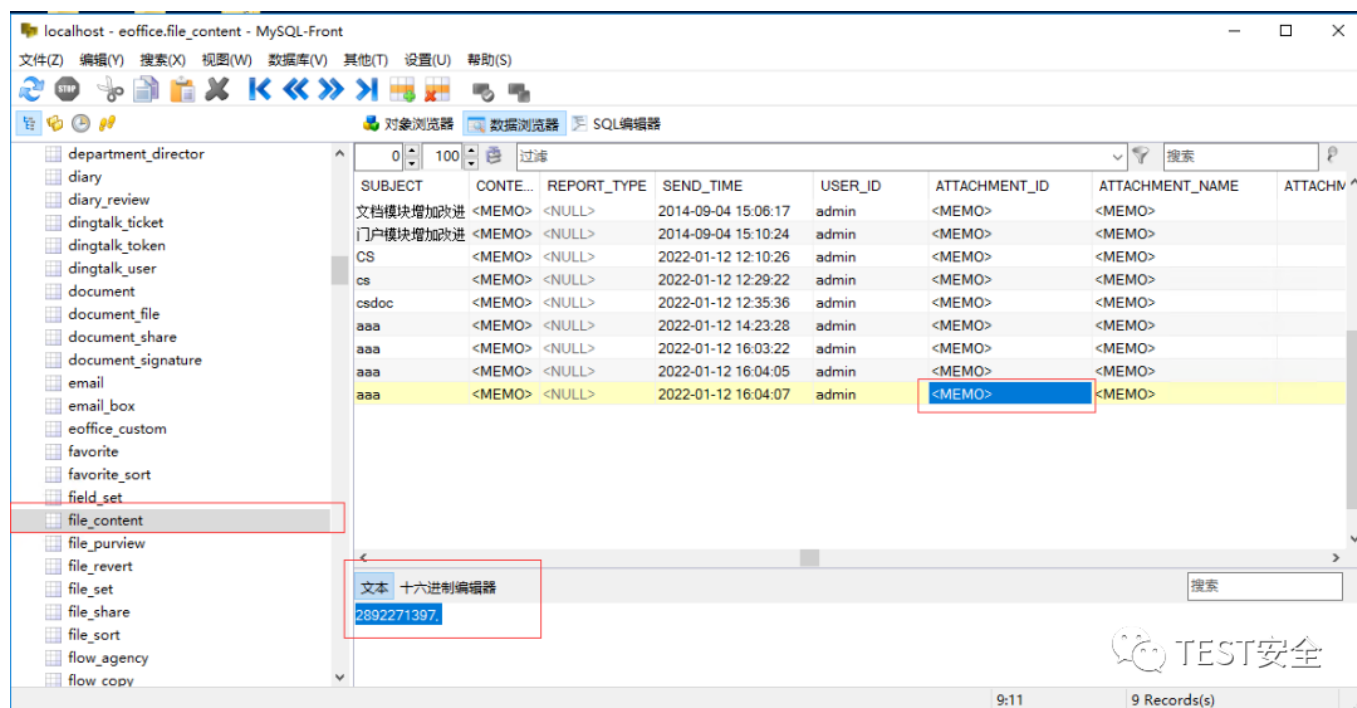 localhost - eoffice.file_content - MySQL-Front
文件(Z) 编辑(Y) 搜索(X) 视图(W) 数据库(V) 其他(T) 设置(U) 帮助(S)
STOP
对象浏览器 数据浏览器 SQL编辑器
0 100 过滤 搜索
department_director
diary
diary_review
dingtalk_ticket
dingtalk_token
dingtalk_user
document
document_file
document_share
document_signature
email
email_box
eoffice_custom
favorite
favorite_sort
field_set
file_content
file_purview
file_revert
file_set
file_share
file_sort
flow_agency
flow_copy
SUBJECT CONTE... REPORT_TYPE SEND_TIME USER_ID ATTACHMENT_ID ATTACHMENT_NAME ATTACHM
文档模块增加改进 <MEMO> <NULL> 2014-09-04 15:06:17 admin <MEMO> <MEMO>
门户模块增加改进 <MEMO> <NULL> 2014-09-04 15:10:24 admin <MEMO> <MEMO>
CS <MEMO> <NULL> 2022-01-12 12:10:26 admin <MEMO> <MEMO>
cs <MEMO> <NULL> 2022-01-12 12:29:22 admin <MEMO> <MEMO>
csdoc <MEMO> <NULL> 2022-01-12 12:35:36 admin <MEMO> <MEMO>
aaa <MEMO> <NULL> 2022-01-12 14:23:28 admin <MEMO> <MEMO>
aaa <MEMO> <NULL> 2022-01-12 16:03:22 admin <MEMO> <MEMO>
aaa <MEMO> <NULL> 2022-01-12 16:04:05 admin <MEMO> <MEMO>
aaa <MEMO> <NULL> 2022-01-12 16:04:07 admin <MEMO> <MEMO>
文本 十六进制编辑器 搜索
2892271397,
TEST安全
9:11 9 Records(s)